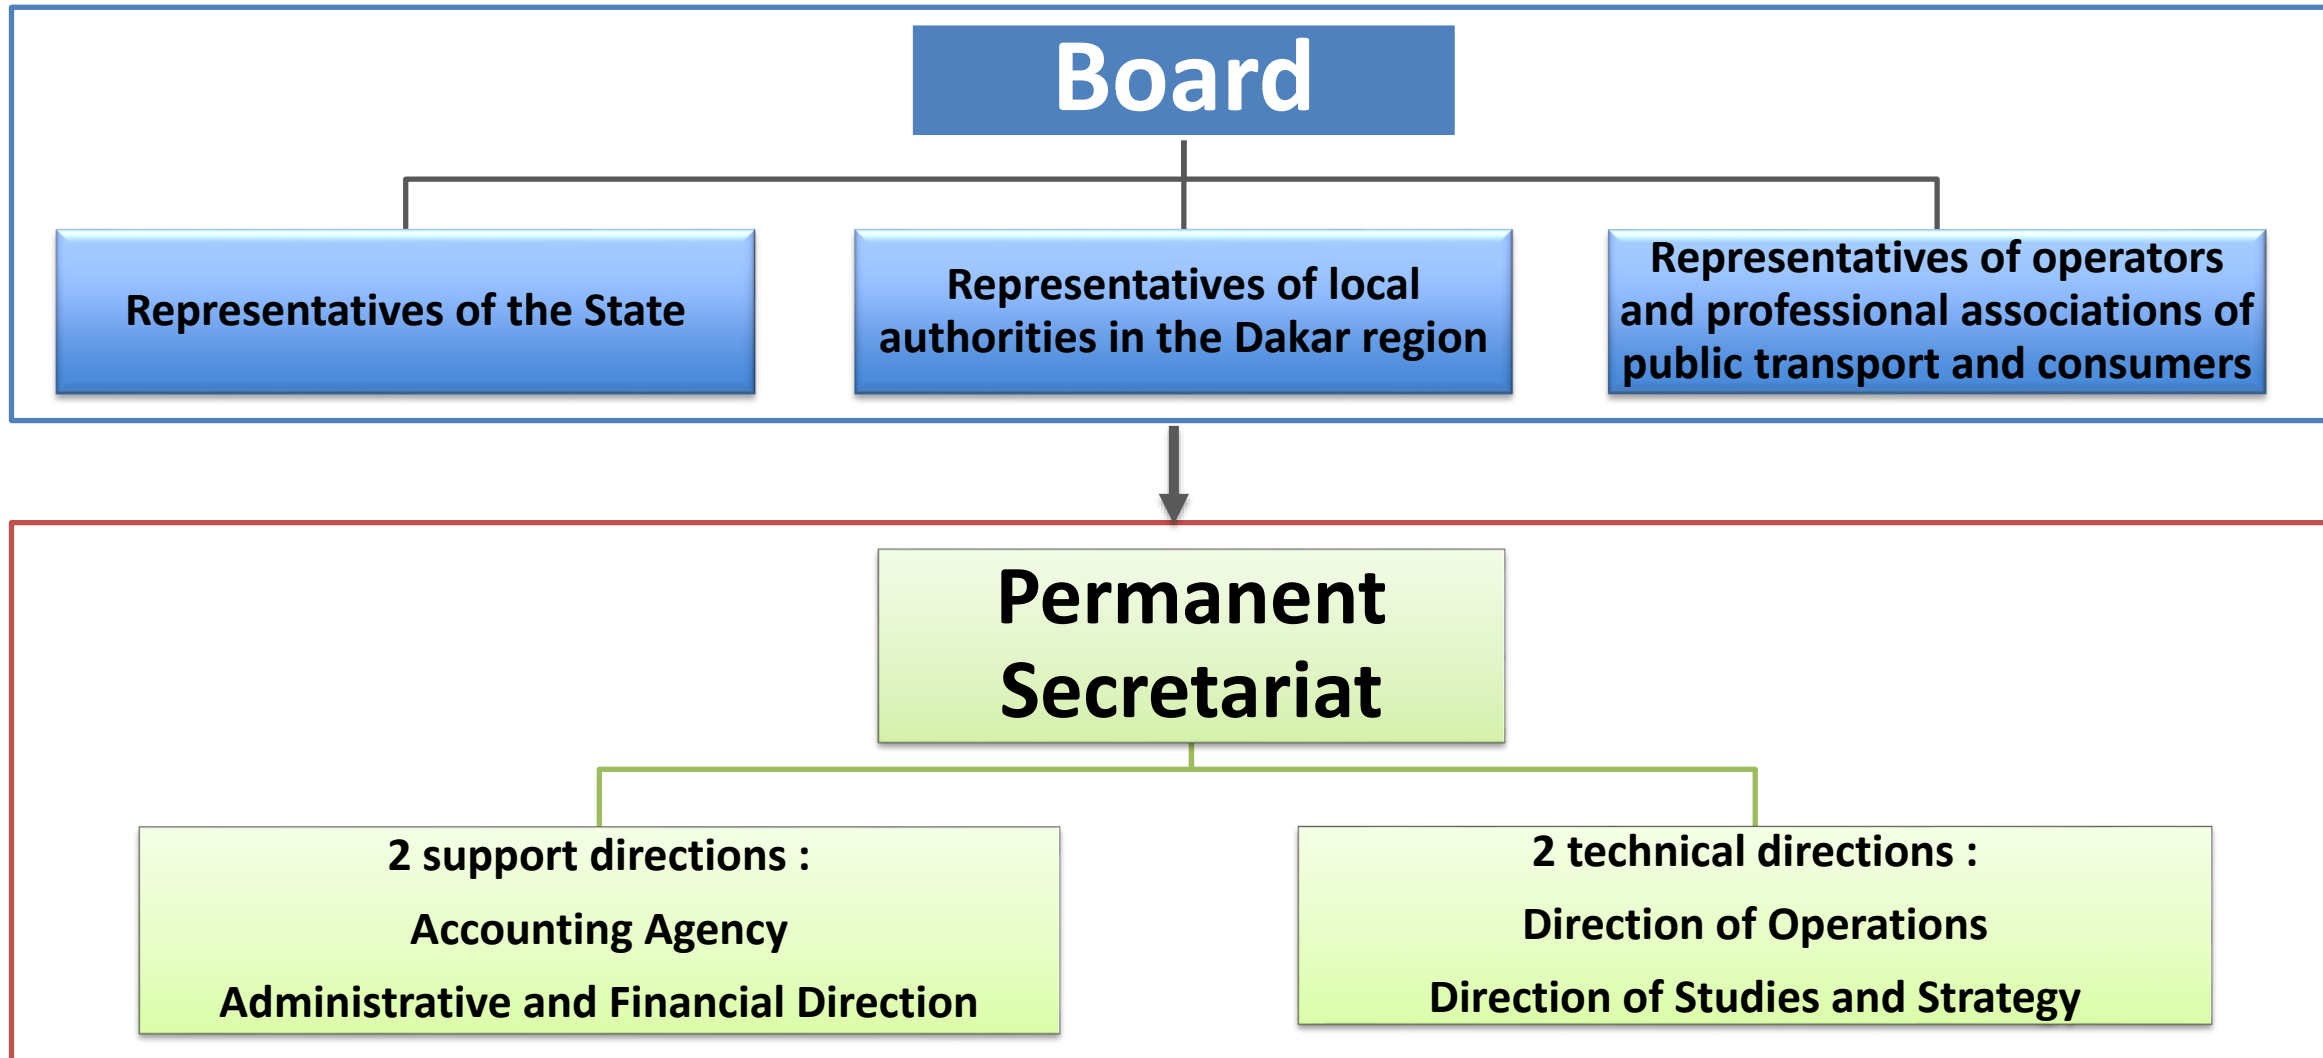 Board
Representatives of the State
Representatives of local
authorities in the Dakar region
Representatives of operators
and professional associations of
public transport and consumers
Permanent
Secretariat
2 support directions :
Accounting Agency
Administrative and Financial Direction
2 technical directions :
Direction of Operations
Direction of Studies and Strategy